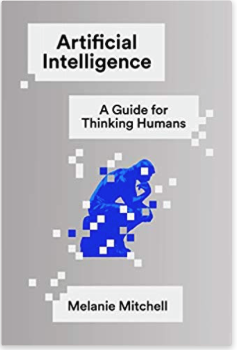 Artificial
Intelligence
A Guide for
Thinking Humans
Melanie Mitchell